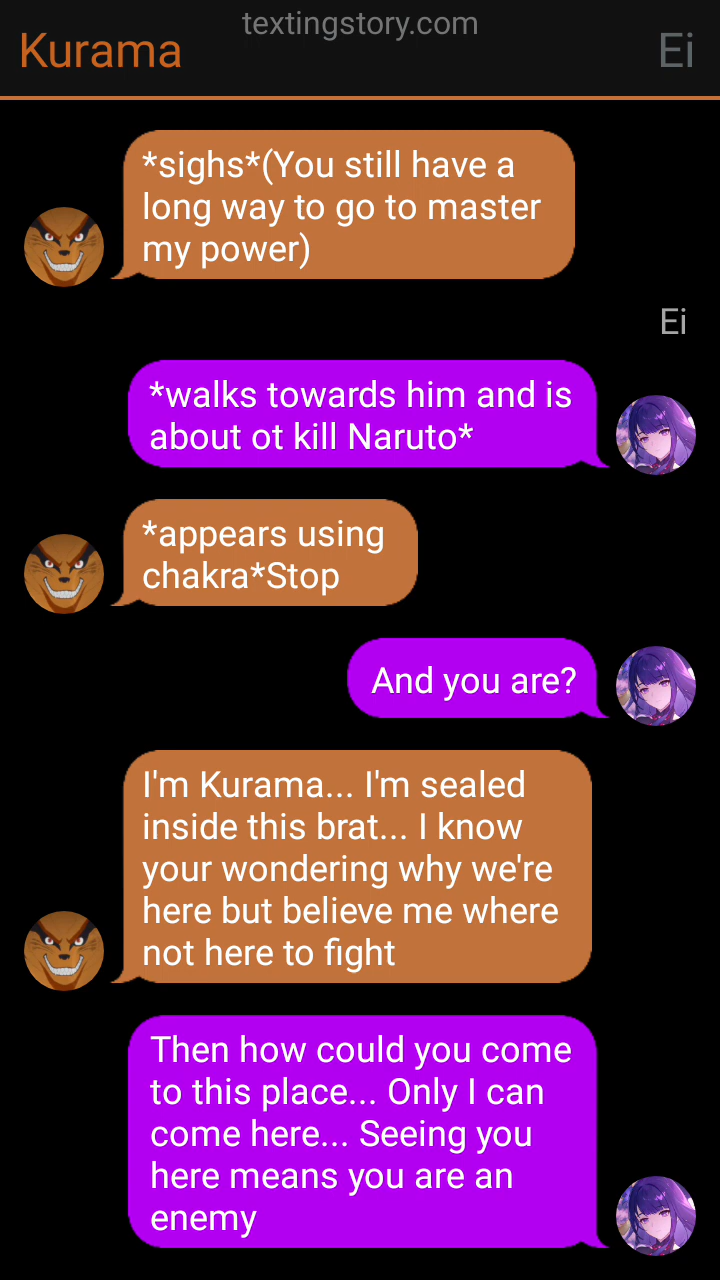 textingstory.com
Kurama
Ei
*sighs*(You still have a
long way to go to master
my power)
Ei
*walks towards him and is
about ot kill Naruto*
*appears using
chakra*Stop
And you are?
I'm Kurama... I'm sealed
inside this brat... I know
your wondering why we're
here but believe me where
not here to fight
Then how could you come
to this place... Only I can
come here... Seeing you
here means you are an
enemy